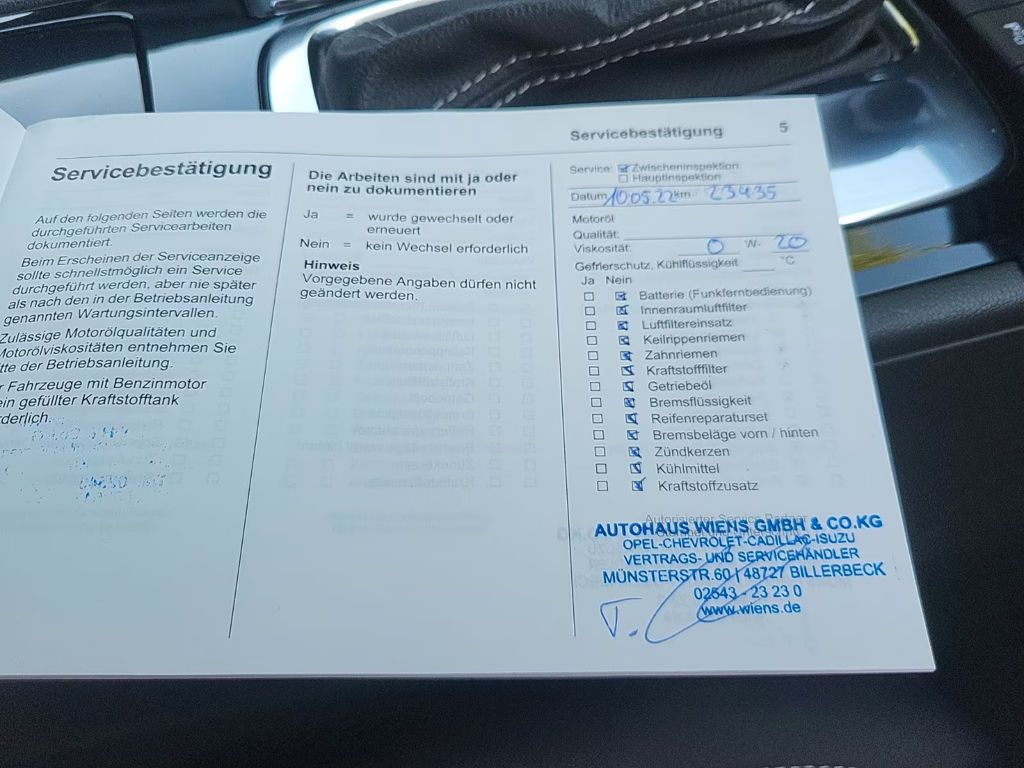 Servicebestätigung 5
Servicebestätigung
Auf den folgenden Seiten werden die
durchgeführten Servicearbeiten
dokumentiert.
Beim Erscheinen der Serviceanzeige
sollte schnellstmöglich ein Service
durchgeführt werden, aber nie später
als nach den in der Betriebsanleitung
genannten Wartungsintervallen.
Zulässige Motorölqualitäten und
Motorölviskositäten entnehmen Sie
tte der Betriebsanleitung.
r Fahrzeuge mit Benzinmotor
ein gefüllter Kraftstofftank
rderlich.
Die Arbeiten sind mit ja oder
nein zu dokumentieren
Ja = wurde gewechselt oder
erneuert
Nein = kein Wechsel erforderlich
Hinweis
Vorgegebene Angaben dürfen nicht
geändert werden.
Service: Zwischeninspektion
Hauptinspektion
Datum 10.05.22 km 23435
Motoröl
Qualität:
Viskosität: 0 W- 20
Gefrierschutz, Kühlflüssigkeit °C
Ja Nein
Batterie (Funkfernbedienung)
Innenraumluftfilter
Luftfiltereinsatz
Keilrippenriemen
Zahnriemen
Kraftstofffilter
Getriebeöl
Bremsflüssigkeit
Reifenreparaturset
Bremsbeläge vorn / hinten
Zündkerzen
Kühlmittel
Kraftstoffzusatz
Autorisierter Service Partner
AUTOHAUS WIENS GMBH & CO.KG
OPEL-CHEVROLET-CADILLAC-ISUZU
VERTRAGS- UND SERVICEHÄNDLER
MÜNSTERSTR.60 | 48727 BILLERBECK
02543 - 23 23 0
www.wiens.de